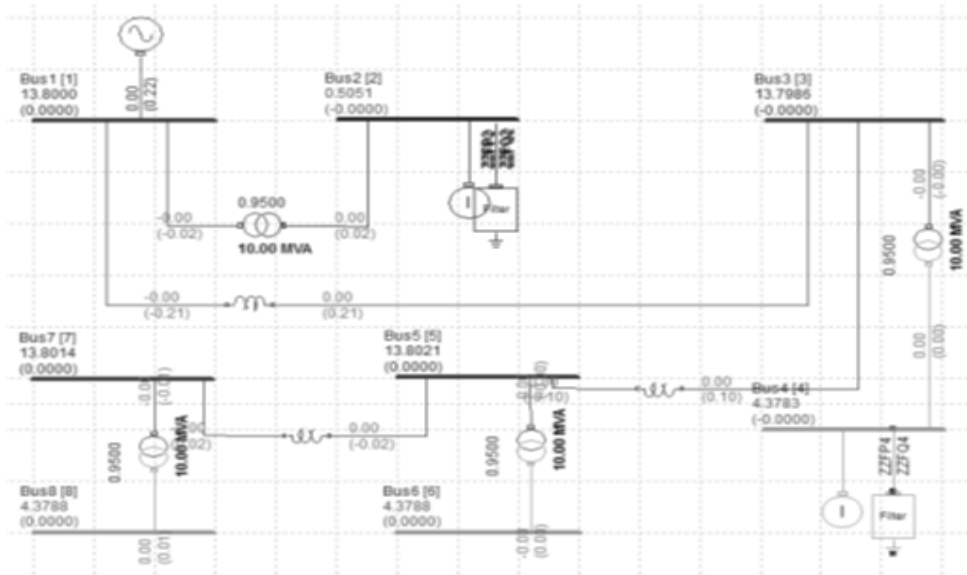 Bus1 [1]
13.8000
(0.0000)
0.00
(0.22)
Bus2 [2]
0.5051
(-0.0000)
Bus3 [3]
13.7986
(-0.0000)
-0.00
(-0.00)
Filter
0.9500
-0.00
(-0.02)
0.00
(0.02)
10.00 MVA
0.9500
10.00 MVA
-0.00
(-0.21)
0.00
(0.21)
0.00
(0.00)
Bus7 [7]
13.8014
(0.0000)
Bus5 [5]
13.8021
(0.0000)
0.00
(0.10)
Bus4 [4]
4.3783
(-0.0000)
0.9500
10.00 MVA
(-0.02)
0.9500
10.00 MVA
ZZFP4
ZZFQ4
Filter
Bus8 [8]
4.3788
(0.0000)
0.00
(0.01
Bus6 [6]
4.3788
(0.0000)